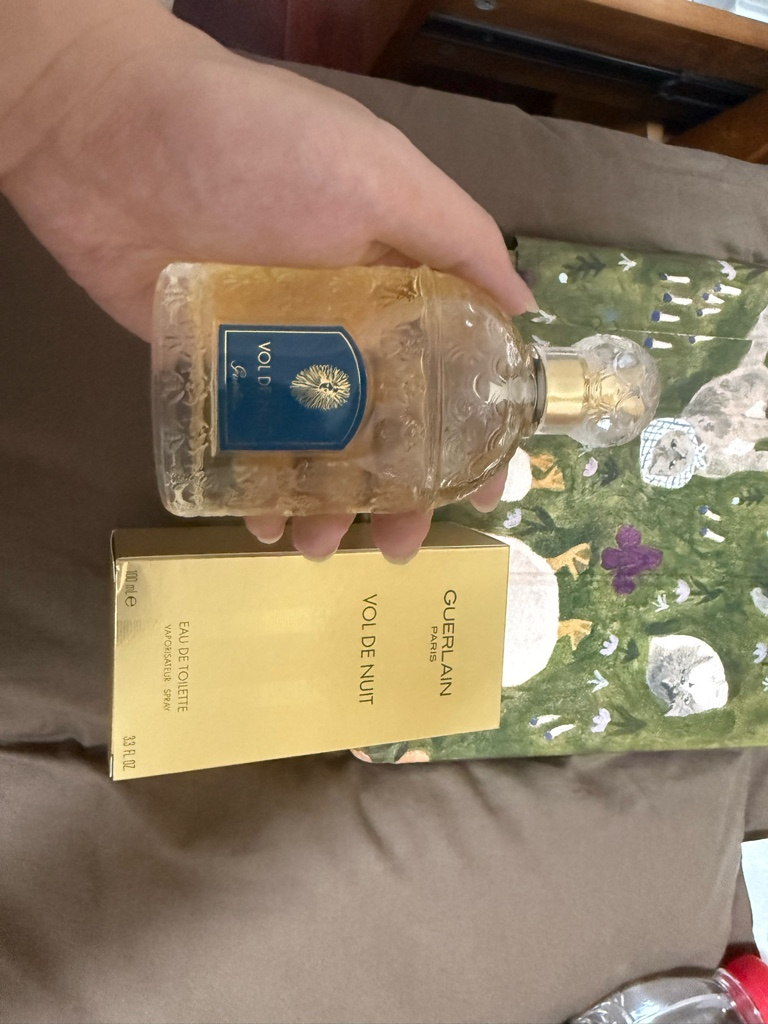 VOL DE
GUERLAIN
PARIS
VOL DE NUIT
EAU DE TOILETTE
VAPORISATEUR SPRAY
100 ml e
3.3 FL. OZ